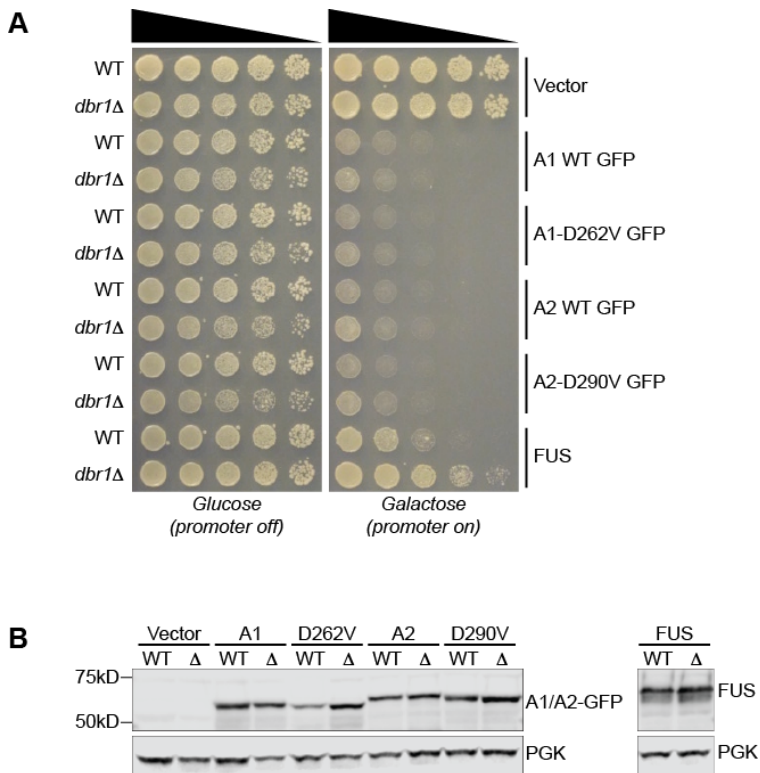 A
WT
dbr1Δ
Vector
WT
dbr1Δ
A1 WT GFP
WT
dbr1Δ
A1-D262V GFP
WT
dbr1Δ
A2 WT GFP
WT
dbr1Δ
A2-D290V GFP
WT
dbr1Δ
FUS
Glucose
(promoter off)
Galactose
(promoter on)
B
Vector A1 D262V A2 D290V FUS
WT Δ WT Δ WT Δ WT Δ WT Δ WT Δ
75kD
50kD
A1/A2-GFP
FUS
PGK
PGK